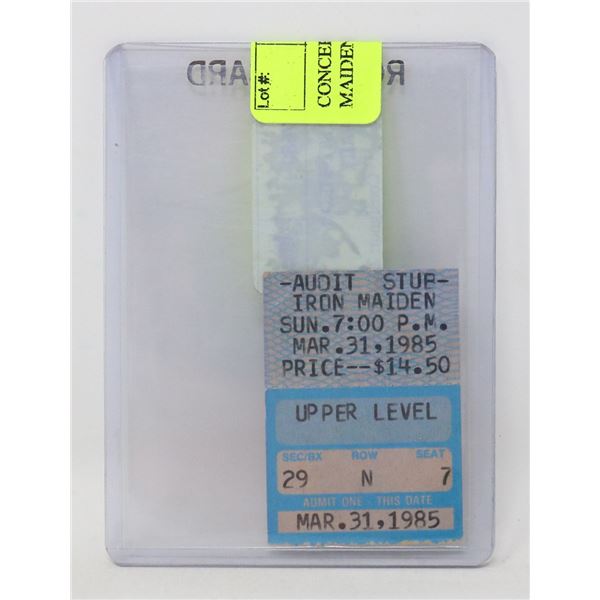 Lot #:
CONCE
MAIDEN
-AUDIT STUB-
IRON MAIDEN
SUN.7:00 P.M.
MAR.31,1985
PRICE--$14.50
UPPER LEVEL
SEC/BX ROW SEAT
29 N 7
ADMIT ONE - THIS DATE
MAR.31,1985